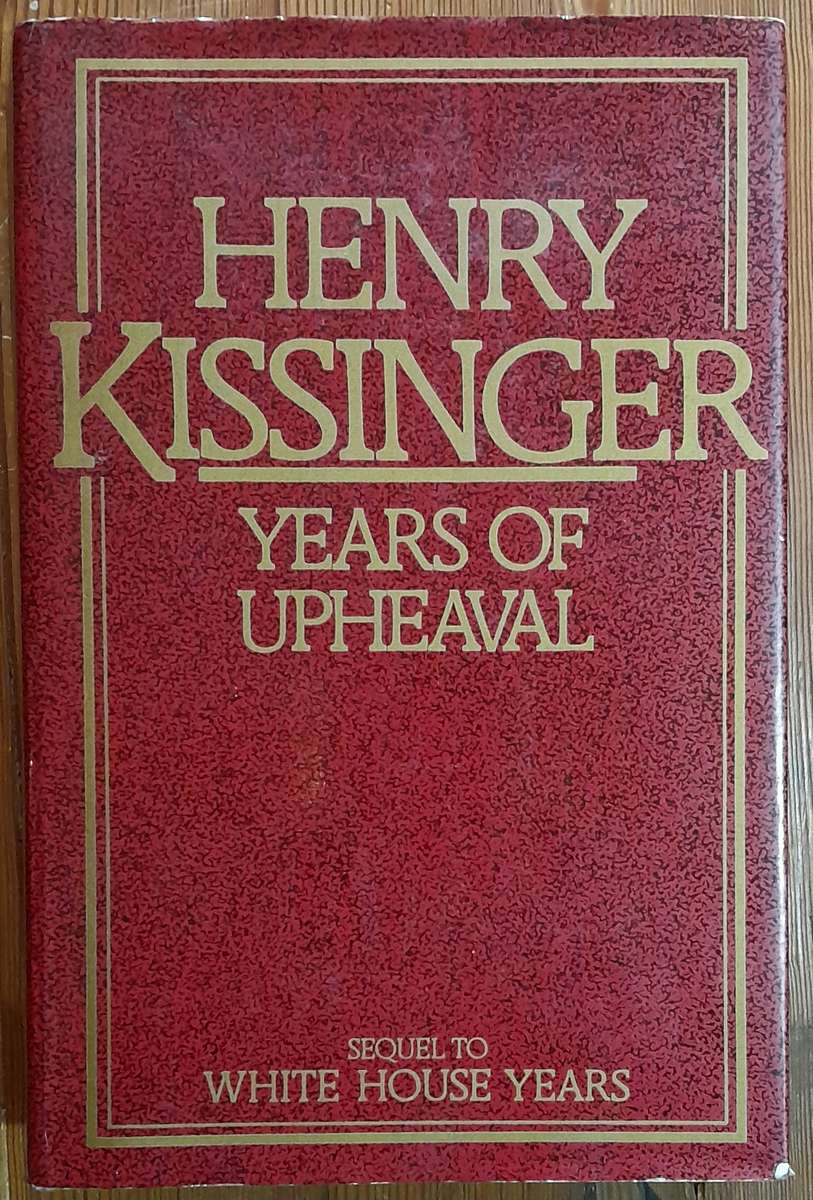 HENRY
KISSINGER
YEARS OF
UPHEAVAL
SEQUEL TO
WHITE HOUSE YEARS